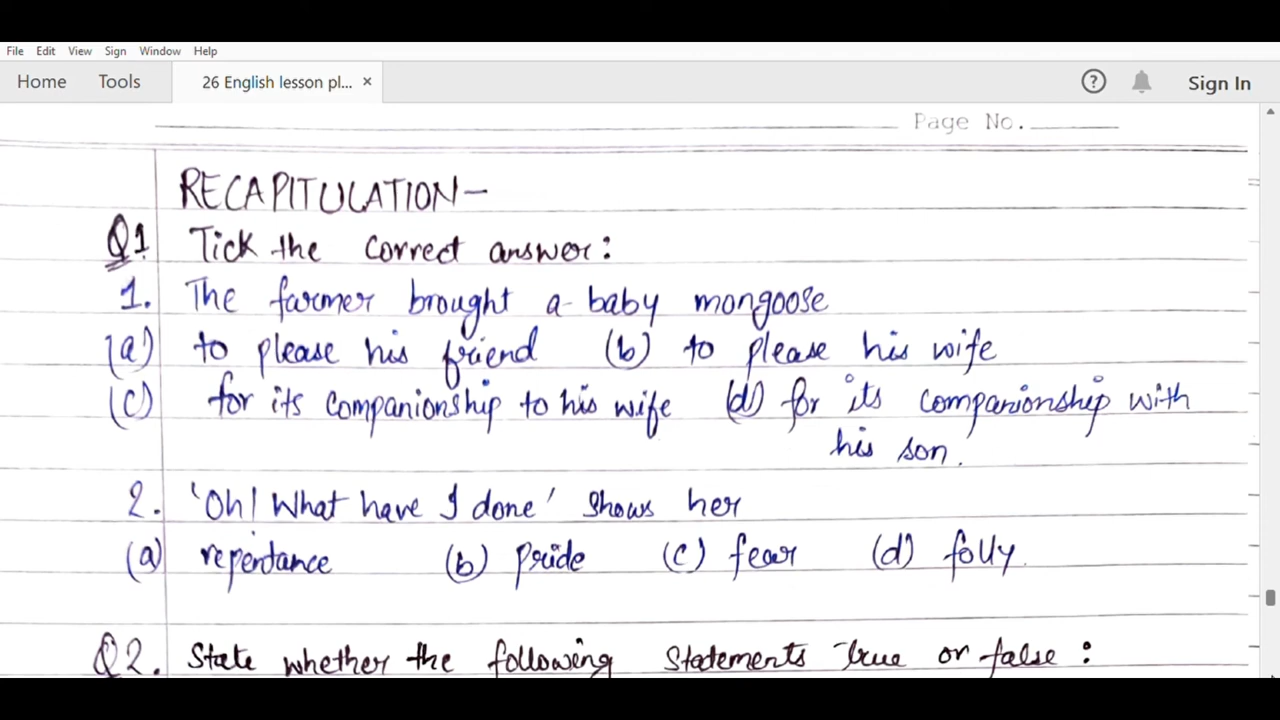 File Edit View Sign Window Help
Home Tools 26 English lesson pl... × ? Sign In
Page No.
RECAPITULATION—
Q1 Tick the correct answer:
1. The farmer brought a baby mongoose
(a) to please his friend (b) to please his wife
(c) for its companionship to his wife (d) for its companionship with
his son.
2. 'Oh! What have I done' shows her
(a) repentance (b) pride (c) fear (d) folly.
Q2. State whether the following statements True or false: